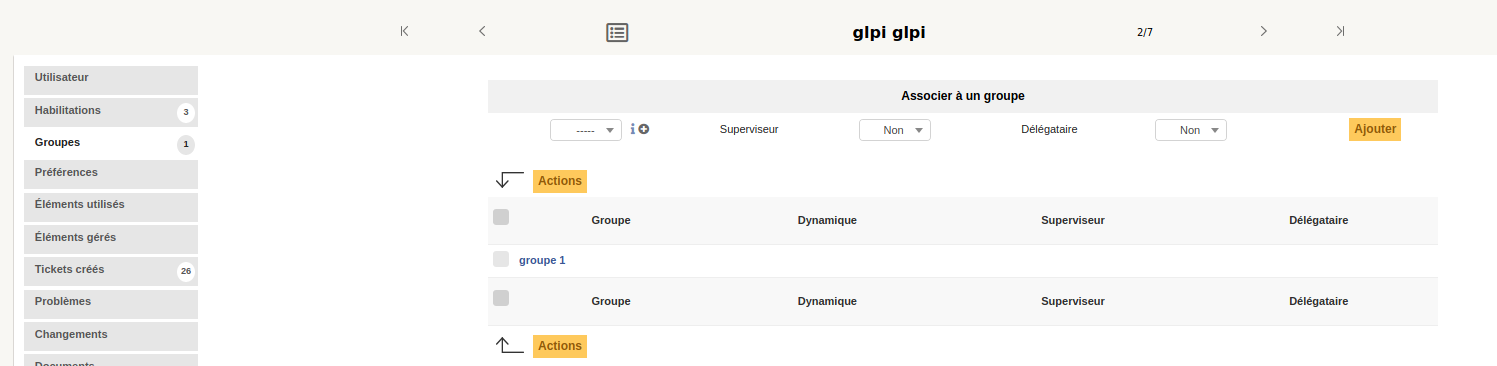 glpi glpi 2/7
Utilisateur
Habilitations 3
Groupes 1
Préférences
Éléments utilisés
Éléments gérés
Tickets créés 26
Problèmes
Changements
Documents
Associer à un groupe
----- Superviseur Non Délégataire Non Ajouter
Actions
Groupe Dynamique Superviseur Délégataire
groupe 1
Groupe Dynamique Superviseur Délégataire
Actions